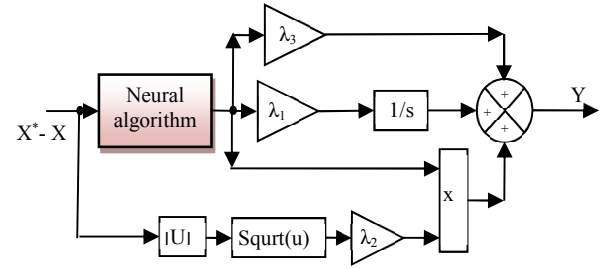 λ3
Neural
algorithm
λ1
1/s
+
+
+
Y
X*- X
x
|U|
Squrt(u)
λ2